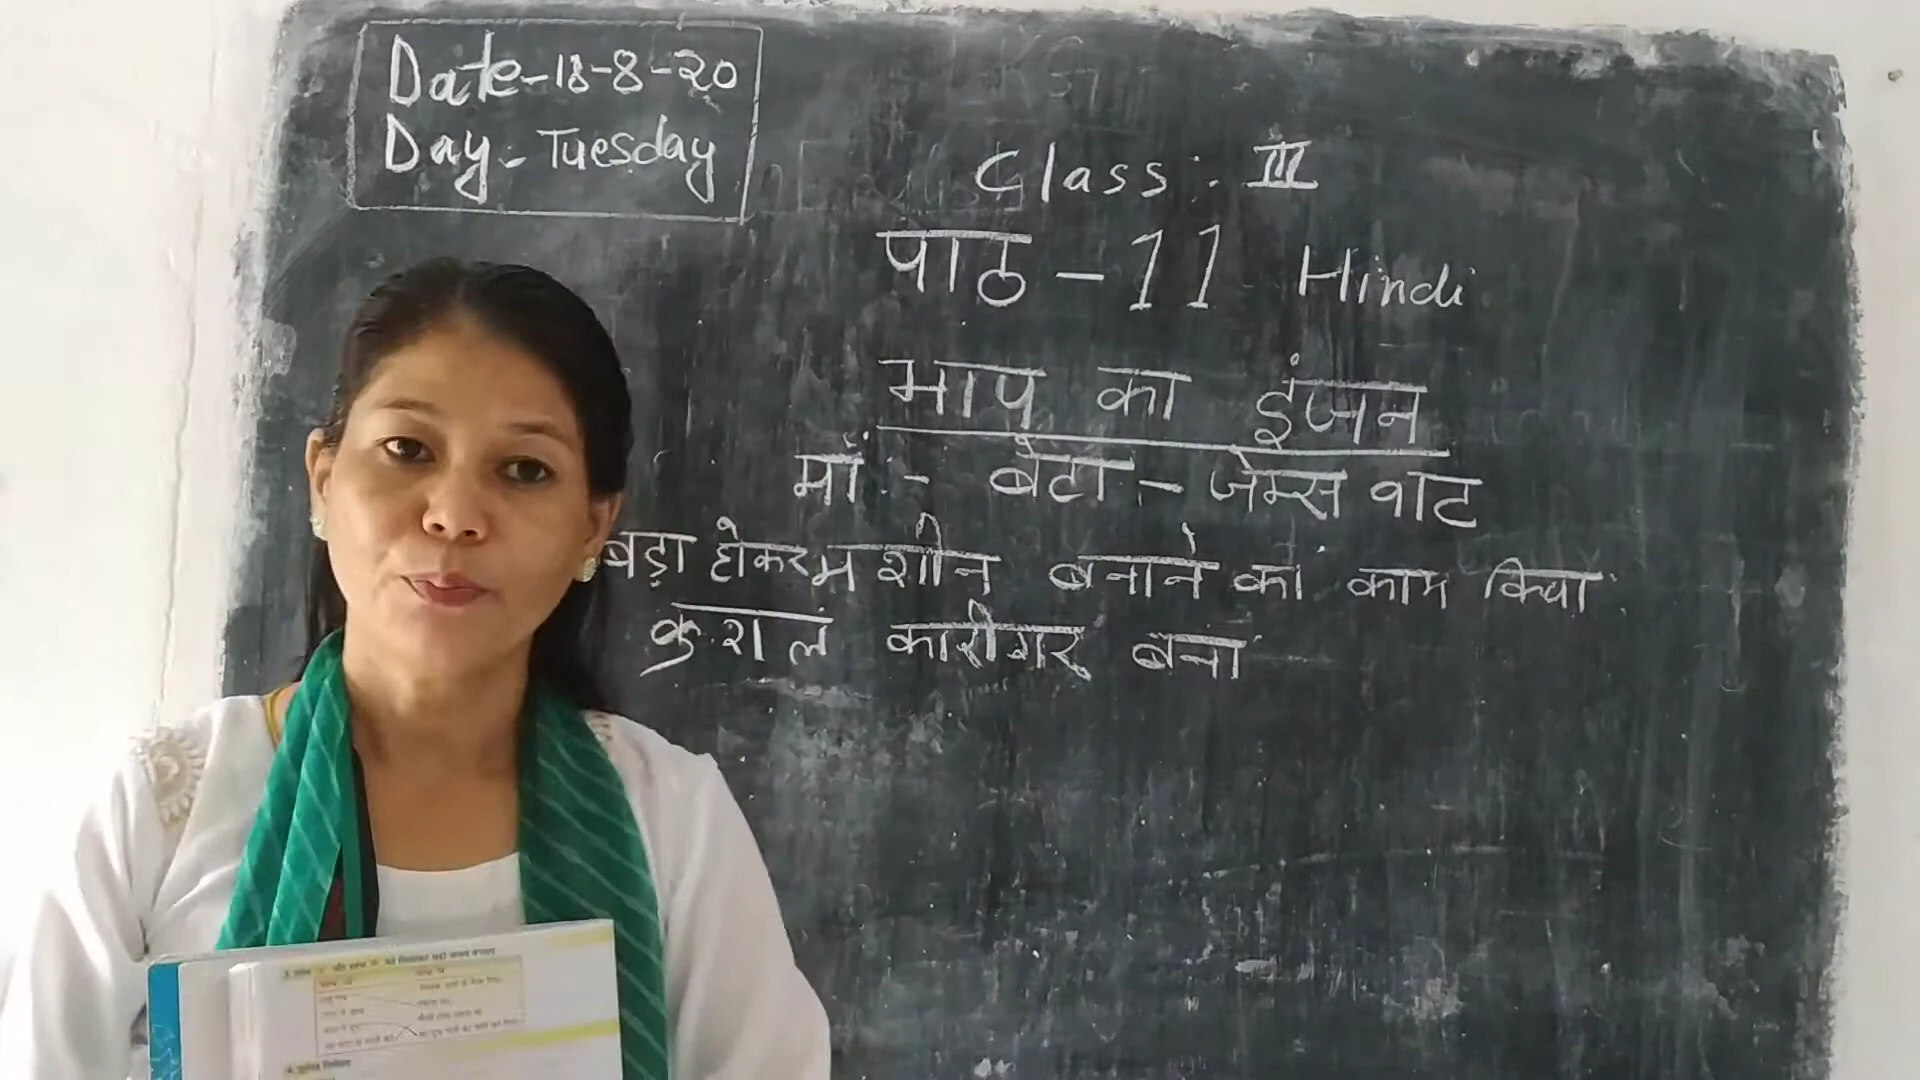 Date-18-8-20
Day- Tuesday
Class: III
पाठ - 11 Hindi
भाप का इंजन
माँ:- बेटा - जेम्स वाट
बड़ा होकर मशीन बनाने का काम किया
कुशल कारीगर बना